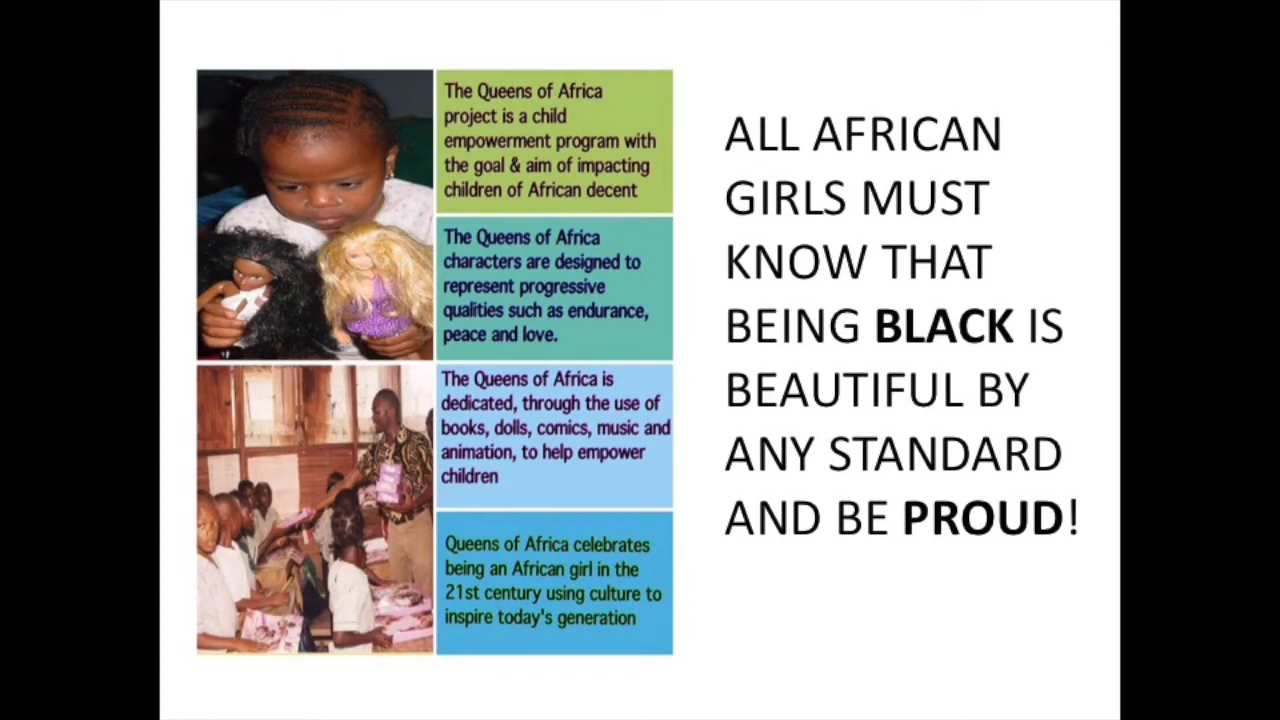 The Queens of Africa
project is a child
empowerment program with
the goal & aim of impacting
children of African decent
The Queens of Africa
characters are designed to
represent progressive
qualities such as endurance,
peace and love.
The Queens of Africa is
dedicated, through the use of
books, dolls, comics, music and
animation, to help empower
children
Queens of Africa celebrates
being an African girl in the
21st century using culture to
inspire today's generation
ALL AFRICAN
GIRLS MUST
KNOW THAT
BEING BLACK IS
BEAUTIFUL BY
ANY STANDARD
AND BE PROUD!